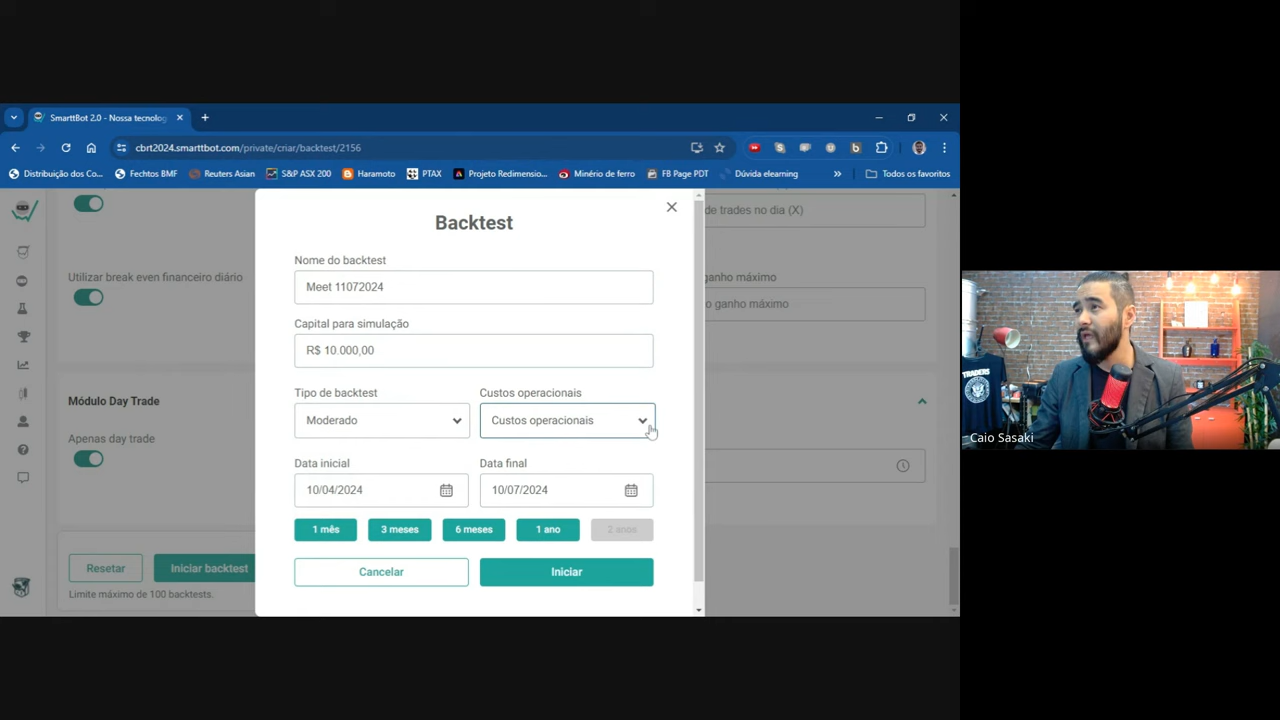 SmarttBot 2.0 - Nossa tecnolog
cbrt2024.smarttbot.com/private/criar/backtest/2156
Distribuição dos Co...
Fechtos BMF
Reuters Asian
S&P ASX 200
Haramoto
PTAX
Projeto Redimensio...
Minério de ferro
FB Page PDT
Dúvida elearning
Todos os favoritos
Backtest
de trades no dia (X)
Nome do backtest
Meet 11072024
Utilizar break even financeiro diário
ganho máximo
o ganho máximo
Capital para simulação
R$ 10.000,00
Tipo de backtest
Custos operacionais
Moderado
Custos operacionais
Módulo Day Trade
Apenas day trade
Data inicial
Data final
10/04/2024
10/07/2024
1 mês
3 meses
6 meses
1 ano
2 anos
Resetar
Iniciar backtest
Cancelar
Iniciar
Limite máximo de 100 backtests.
TRADERS
Caio Sasaki